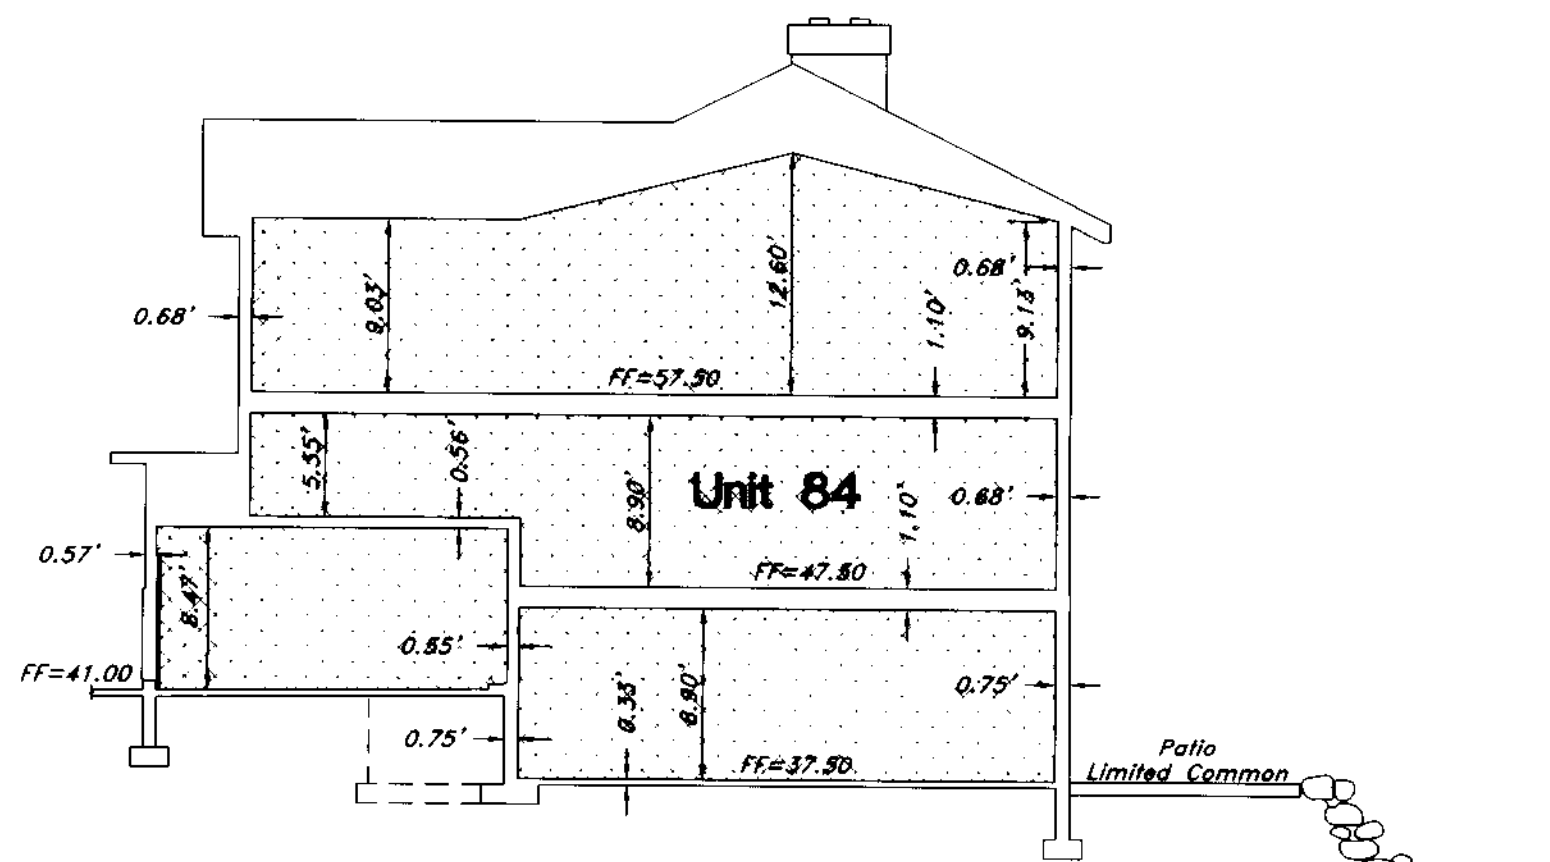 0.68'
9.03'
12.60'
0.68'
1.10'
9.13'
FF=57.50
5.35'
0.56'
8.90'
Unit 84
1.10'
0.68'
FF=47.50
0.57'
8.47'
0.55'
FF=41.00
0.75'
0.33'
8.90'
0.75'
FF=37.50
Patio
Limited Common